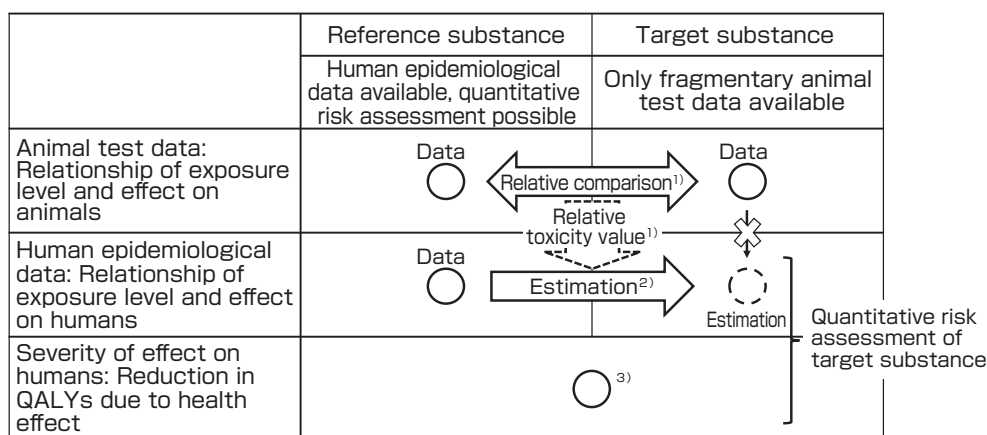 Reference substance
Target substance
Human epidemiological
data available, quantitative
risk assessment possible
Only fragmentary animal
test data available
Animal test data:
Relationship of exposure
level and effect on
animals
Data
Relative comparison1)
Data
Relative
toxicity value1)
Human epidemiological
data: Relationship of
exposure level and effect
on humans
Data
Estimation2)
Estimation
Quantitative risk
assessment of
target substance
Severity of effect on
humans: Reduction in
QALYs due to health
effect
3)